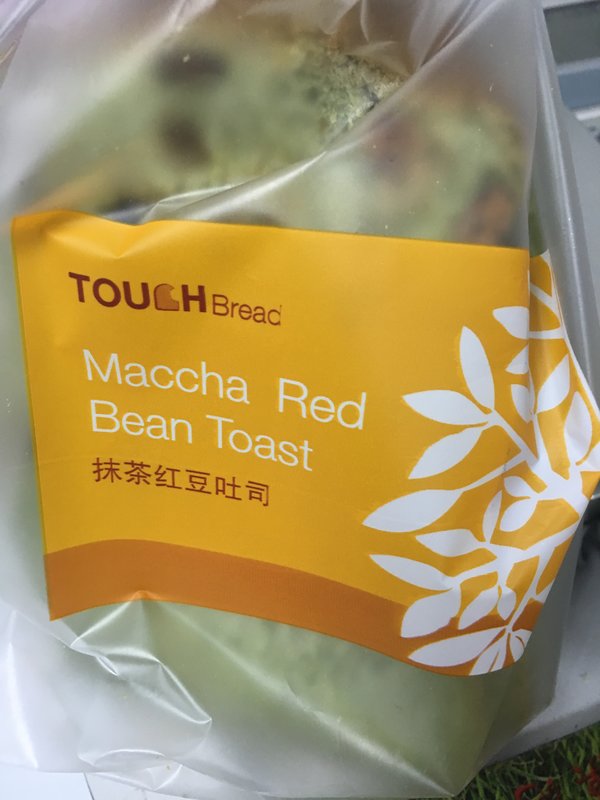 TOUCH Bread
Maccha Red
Bean Toast
抹茶红豆吐司